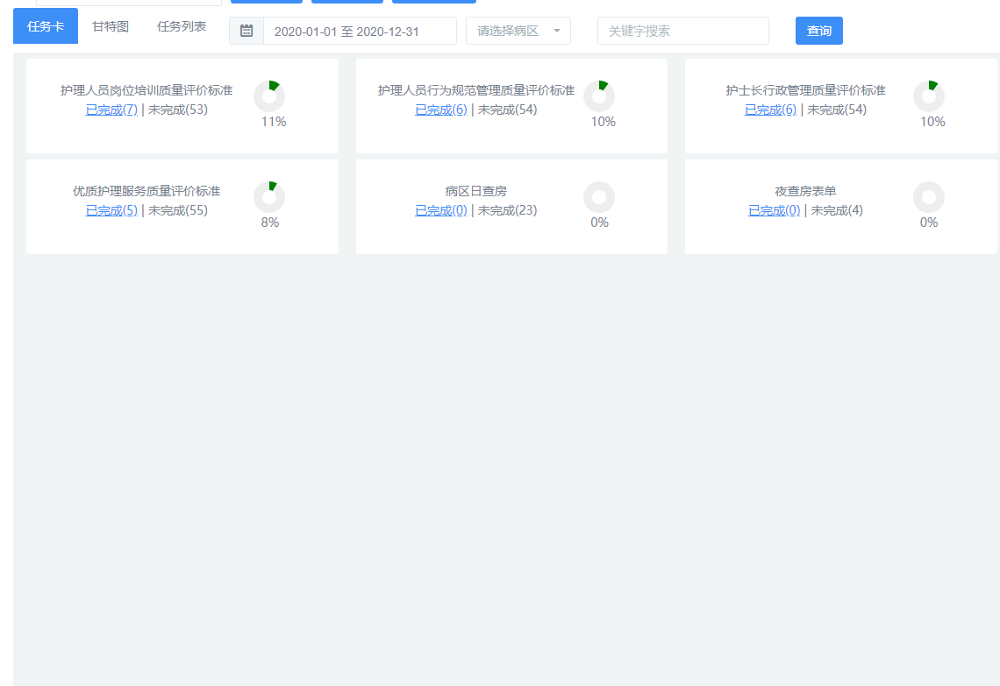 任务卡 甘特图 任务列表 2020-01-01 至 2020-12-31 请选择病区 关键字搜索 查询
护理人员岗位培训质量评价标准
已完成(7) | 未完成(53)
11%
护理人员行为规范管理质量评价标准
已完成(6) | 未完成(54)
10%
护士长行政管理质量评价标准
已完成(6) | 未完成(54)
10%
优质护理服务质量评价标准
已完成(5) | 未完成(55)
8%
病区日查房
已完成(0) | 未完成(23)
0%
夜查房表单
已完成(0) | 未完成(4)
0%